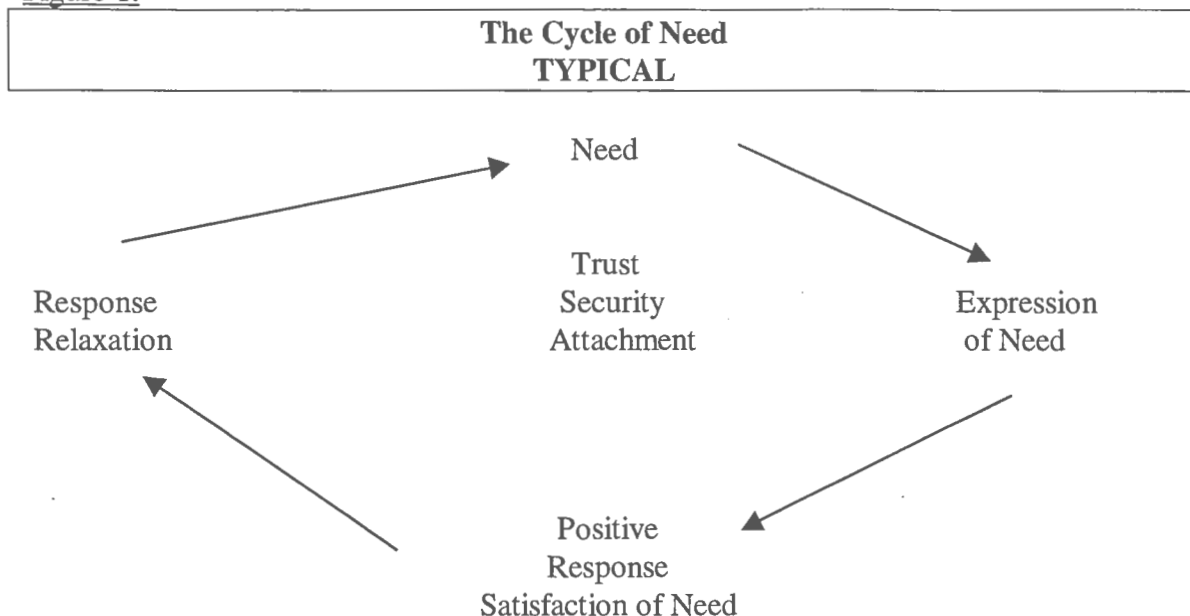 The Cycle of Need
TYPICAL
Need
Trust
Security
Attachment
Response
Relaxation
Expression
of Need
Positive
Response
Satisfaction of Need